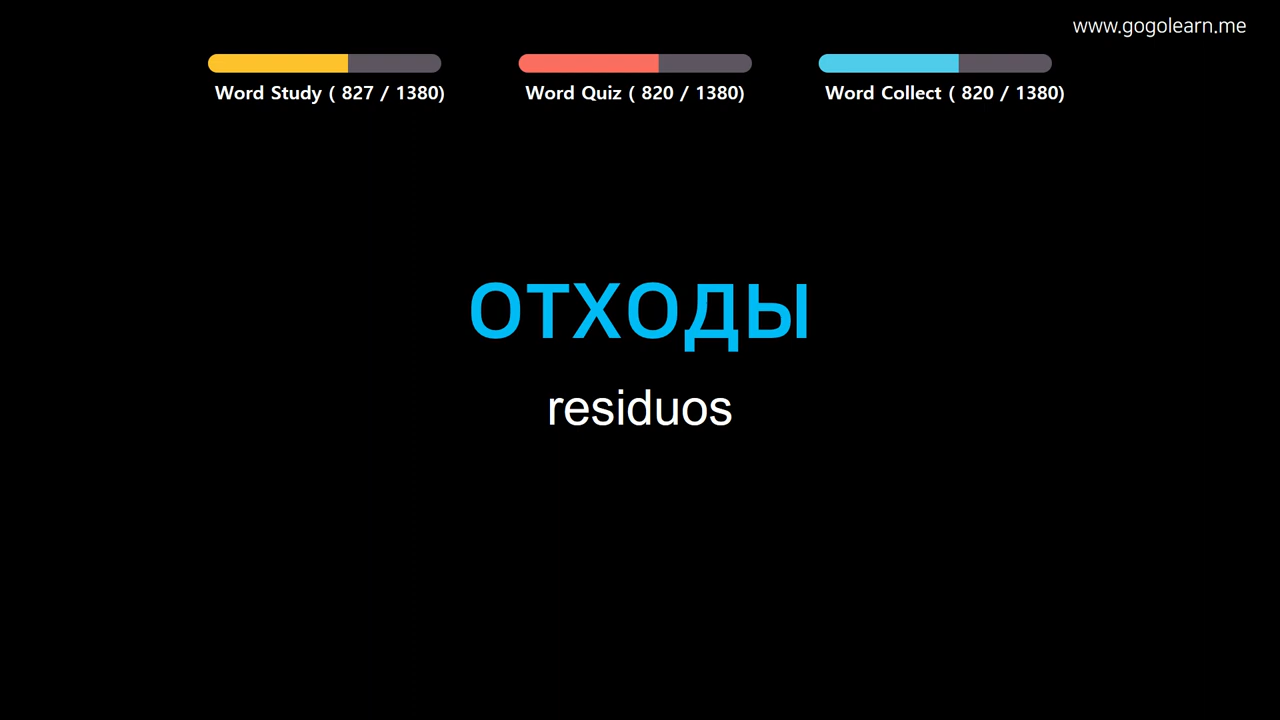 www.gogolearn.me
Word Study ( 827 / 1380)
Word Quiz ( 820 / 1380)
Word Collect ( 820 / 1380)
отходы
residuos